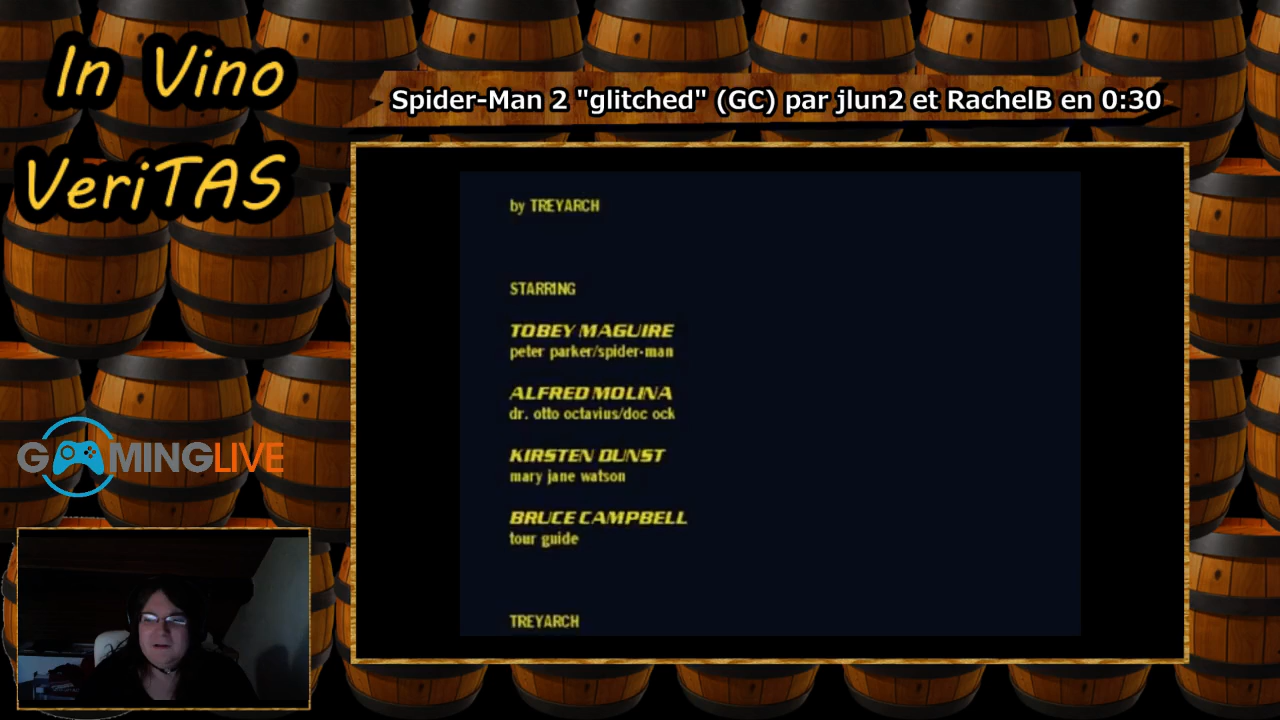 In Vino
VeriTAS
Spider-Man 2 "glitched" (GC) par jlun2 et RachelB en 0:30
by TREYARCH
STARRING
TOBEY MAGUIRE
peter parker/spider-man
ALFRED MOLINA
dr. otto octavius/doc ock
KIRSTEN DUNST
mary jane watson
BRUCE CAMPBELL
tour guide
TREYARCH
GAMINGLIVE